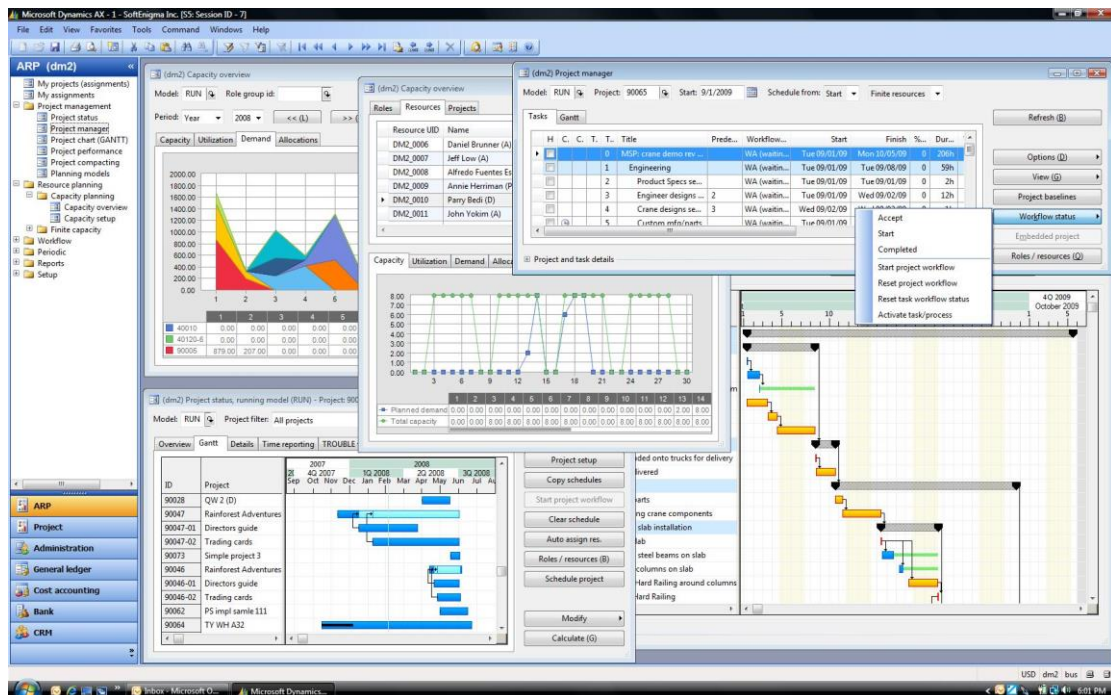 Microsoft Dynamics AX - 1 - SoftEnigma Inc. [S5: Session ID - 7]
File Edit View Favorites Tools Command Windows Help
ARP (dm2)
My projects (assignments)
My assignments
Project management
Project status
Project manager
Project chart (GANTT)
Project performance
Project compacting
Planning models
Resource planning
Capacity planning
Capacity overview
Capacity setup
Finite capacity
Workflow
Periodic
Reports
Setup
ARP
Project
Administration
General ledger
Cost accounting
Bank
CRM
(dm2) Capacity overview
Model: RUN Role group id:
Period: Year 2008 << (L) >> (
Capacity Utilization Demand Allocations
2000.00
1800.00
1600.00
1400.00
1200.00
1000.00
800.00
600.00
400.00
200.00
0.00
1 2 3 4 5 6
1 2 3 4 5
40010 0.00 0.00 0.00 0.00 0.00
40120-6 0.00 0.00 0.00 0.00 0.00
90005 879.00 207.00 0.00 0.00 0.00
(dm2) Capacity overview
Roles Resources Projects
Resource UID Name
DM2_0006 Daniel Brunner (A)
DM2_0007 Jeff Low (A)
DM2_0008 Alfredo Fuentes Es
DM2_0009 Annie Herriman (P
DM2_0010 Parry Bedi (D)
DM2_0011 John Yokim (A)
Capacity Utilization Demand Alloca
8.00
7.00
6.00
5.00
4.00
3.00
2.00
1.00
0.00
3 6 9 12 15 18 21 24 27 30
1 2 3 4 5 6 7 8 9 10 11 12 13 14
Planned demand 0.00 0.00 0.00 0.00 0.00 0.00 0.00 0.00 0.00 0.00 0.00 0.00 2.00 8.00
Total capacity 0.00 8.00 8.00 8.00 8.00 0.00 0.00 8.00 8.00
(dm2) Project manager
Model: RUN Project: 90065 Start: 9/1/2009 Schedule from: Start Finite resources
Tasks Gantt
H C. C. T. T.. Title Prede... Workflow... Start Finish %... Dur...
0 MSP: crane demo rev ... WA (waitin... Tue 09/01/09 Mon 10/05/09 0 206h
1 Engineering WA (waitin... Tue 09/01/09 Tue 09/08/09 0 59h
2 Product Specs se... WA (waitin... Tue 09/01/09 Tue 09/01/09 0 2h
3 Engineer designs ... 2 WA (waitin... Tue 09/01/09 Wed 09/02/09 0 12h
4 Crane designs se... 3 WA (waitin... Wed 09/02/09
5 Custom mfg/parts WA (waitin... Tue 09/01/09
Project and task details
Refresh (B)
Options (D)
View (G)
Project baselines
Workflow status
Embedded project
Roles / resources (Q)
Accept
Start
Completed
Start project workflow
Reset project workflow
Reset task workflow status
Activate task/process
4Q 2009
October 2009
1 5 10 1 5
ded onto trucks for delivery
ivered
arts
ng crane components
slab installation
lab
steel beams on slab
columns on slab
Hard Railing around columns
Hard Railing
(dm2) Project status, running model (RUN) - Project: 900
Model: RUN Project filter: All projects
Overview Gantt Details Time reporting TROUBLE
2007 2008
4Q 2007 1Q 2008 2Q 2008 3Q 2008
ID Project Sep Oct Nov Dec Jan Feb Mar Apr May Jun Jul
90028 QW 2 (D)
90047 Rainforest Adventures
90047-01 Directors guide
90047-02 Trading cards
90073 Simple project 3
90046 Rainforest Adventures
90046-01 Directors guide
90046-02 Trading cards
90062 PS impl samle 111
90064 TY WH A32
Project setup
Copy schedules
Start project workflow
Clear schedule
Auto assign res.
Roles / resources (B)
Schedule project
Modify
Calculate (G)
USD dm2 bus
Inbox - Microsoft O... Microsoft Dynamics... 6:01 PM